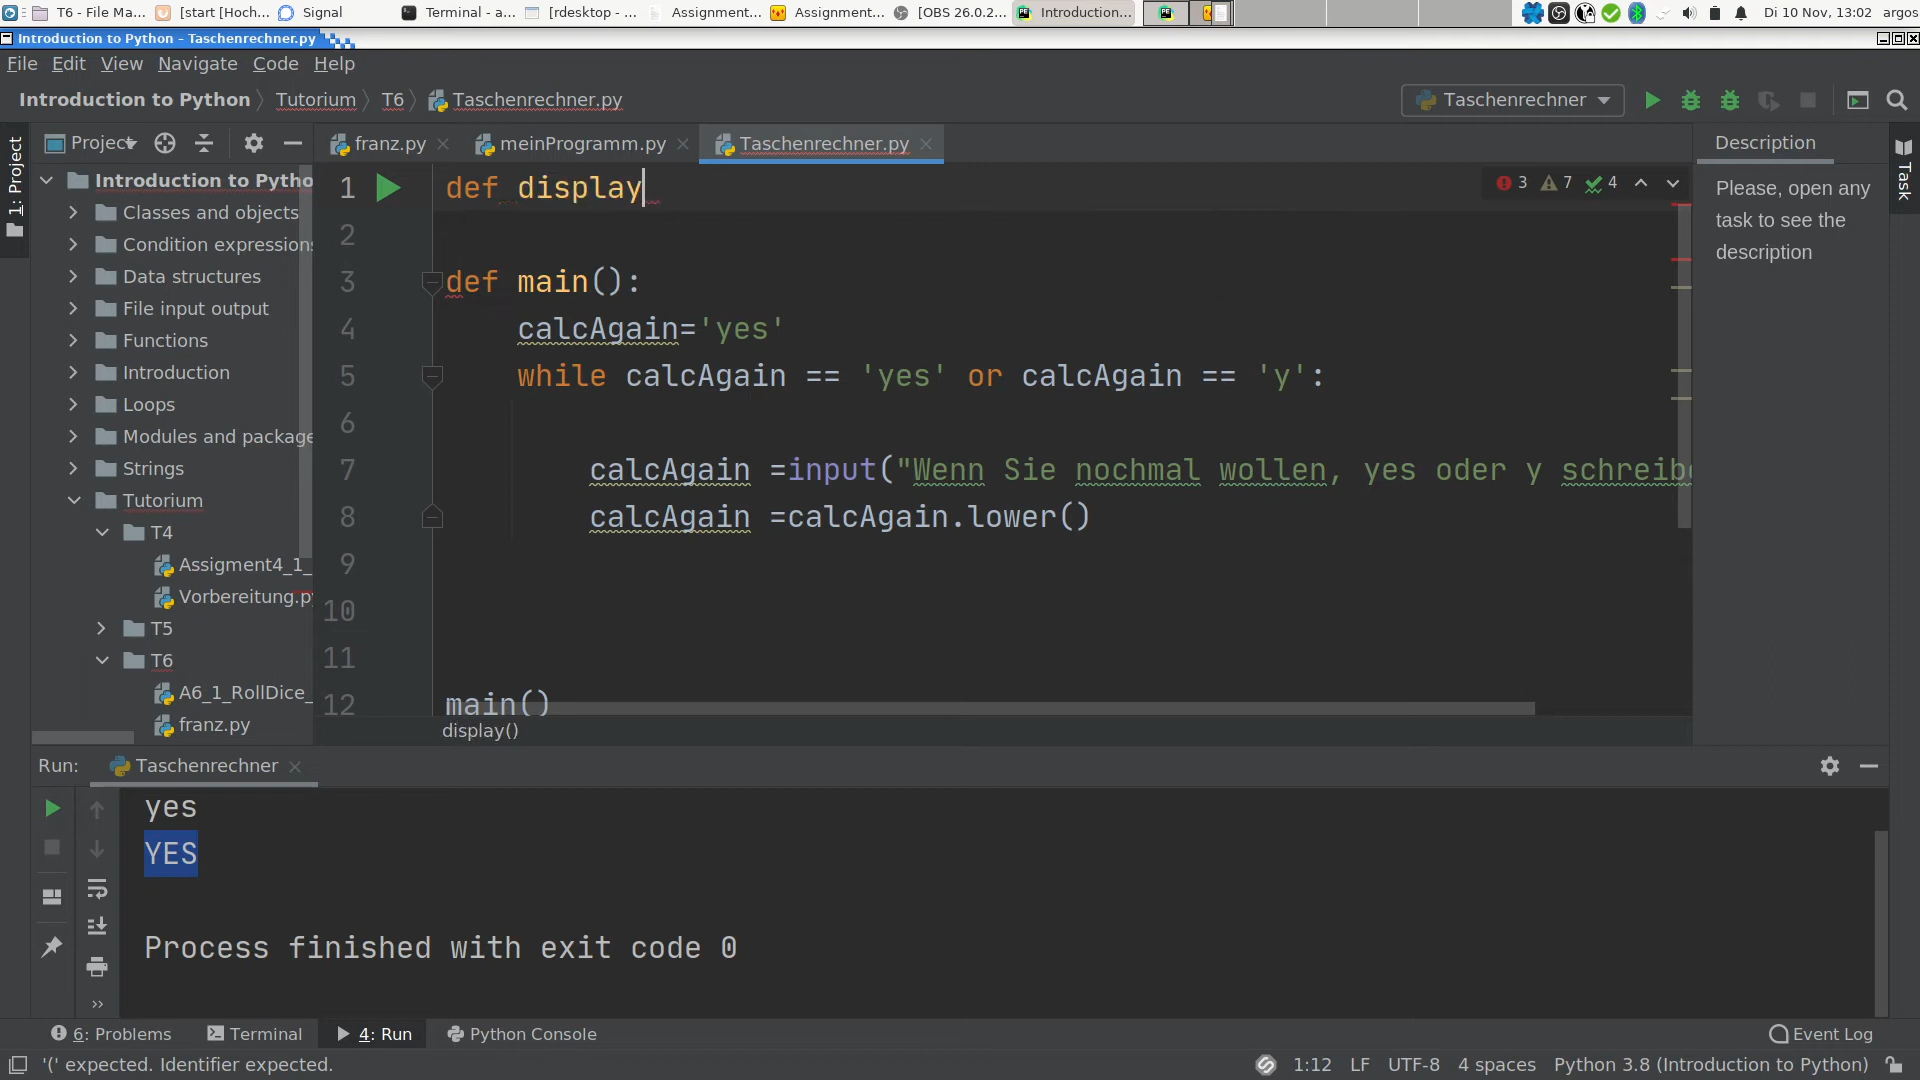 T6 - File Ma...
[start [Hoch...
Signal
Terminal - a...
[rdesktop - ...
Assignment...
Assignment...
[OBS 26.0.2...
Introduction...
Di 10 Nov, 13:02
argos
Introduction to Python – Taschenrechner.py
File Edit View Navigate Code Help
Introduction to Python Tutorium T6 Taschenrechner.py
Taschenrechner
1: Project
Project
franz.py
meinProgramm.py
Taschenrechner.py
Description
Task
Introduction to Pytho
Classes and objects
Condition expressions
Data structures
File input output
Functions
Introduction
Loops
Modules and package
Strings
Tutorium
T4
Assigment4_1_
Vorbereitung.py
T5
T6
A6_1_RollDice_
franz.py
1 def display
3 7 4
2
3 def main():
4 calcAgain='yes'
5 while calcAgain == 'yes' or calcAgain == 'y':
6
7 calcAgain =input("Wenn Sie nochmal wollen, yes oder y schreibe
8 calcAgain =calcAgain.lower()
9
10
11
12 main()
display()
Please, open any
task to see the
description
Run: Taschenrechner
yes
YES
Process finished with exit code 0
6: Problems
Terminal
4: Run
Python Console
Event Log
'(' expected. Identifier expected.
1:12 LF UTF-8 4 spaces Python 3.8 (Introduction to Python)